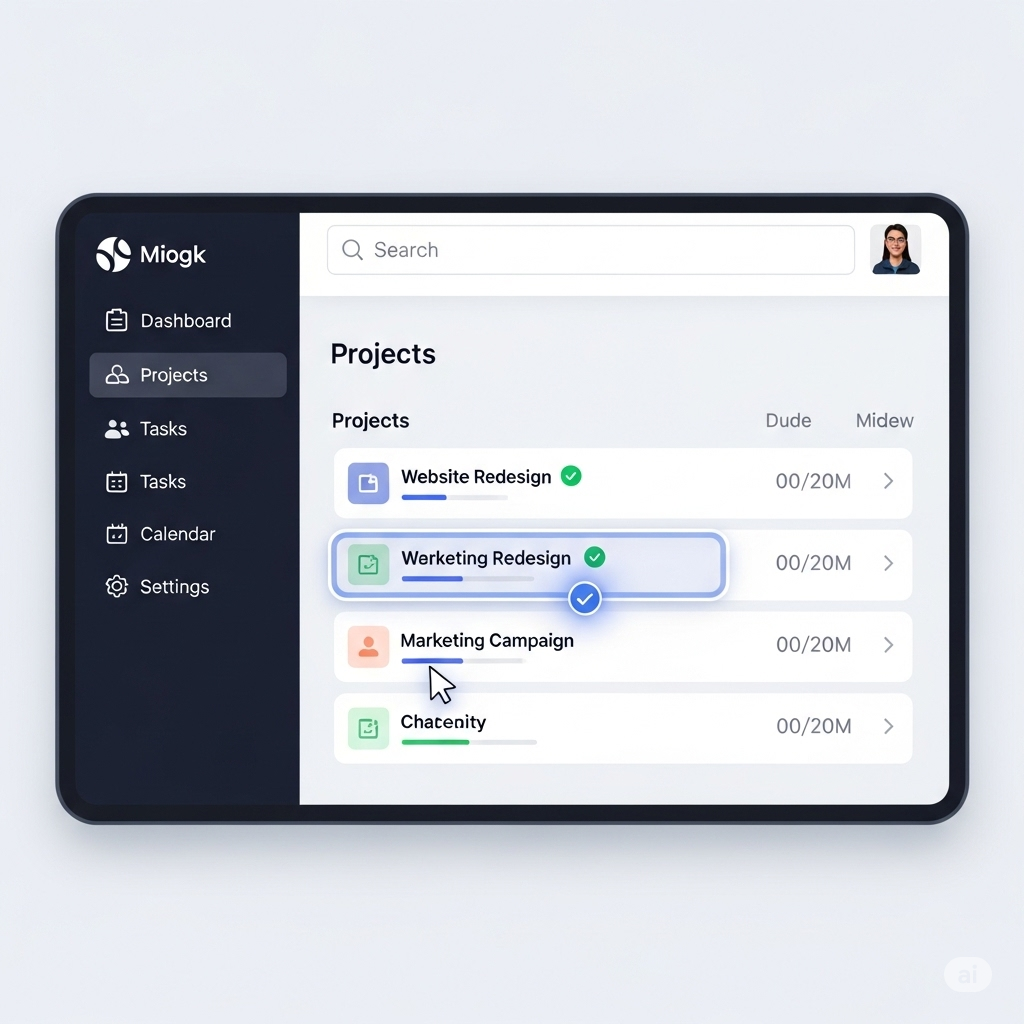 Miogk
Search
Dashboard
Projects
Tasks
Tasks
Calendar
Settings
Projects
Projects Dude Midew
Website Redesign 00/20M
Warketing Redesign 00/20M
Marketing Campaign 00/20M
Chatenity 00/20M
ai